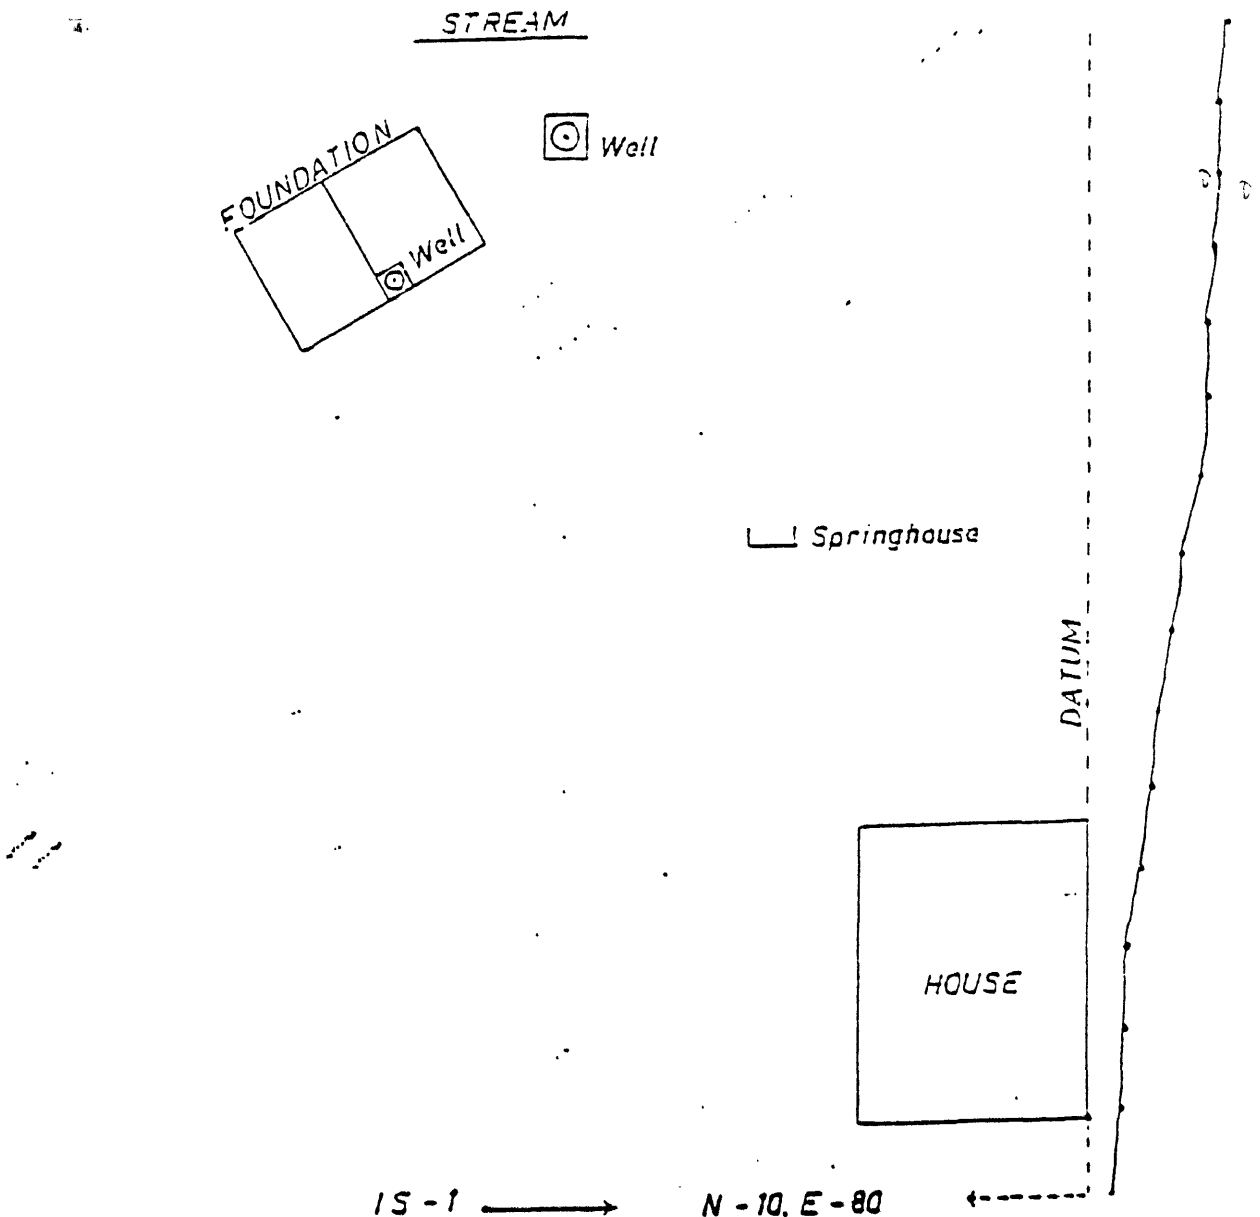 STREAM
FOUNDATION
Well
Well
Springhouse
DATUM
HOUSE
IS-1
N-10, E-80